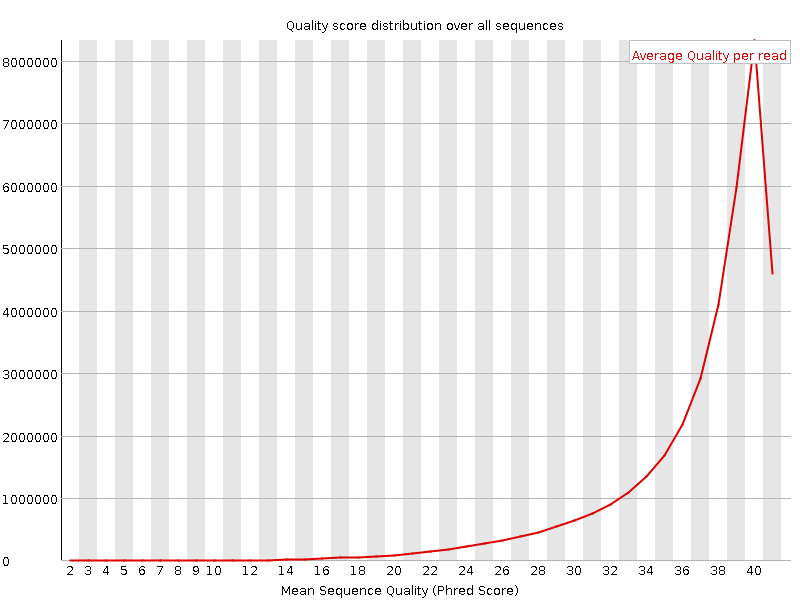 Quality score distribution over all sequences
Average Quality per read
8000000
7000000
6000000
5000000
4000000
3000000
2000000
1000000
0
2 3 4 5 6 7 8 9 10 12 14 16 18 20 22 24 26 28 30 32 34 36 38 40
Mean Sequence Quality (Phred Score)